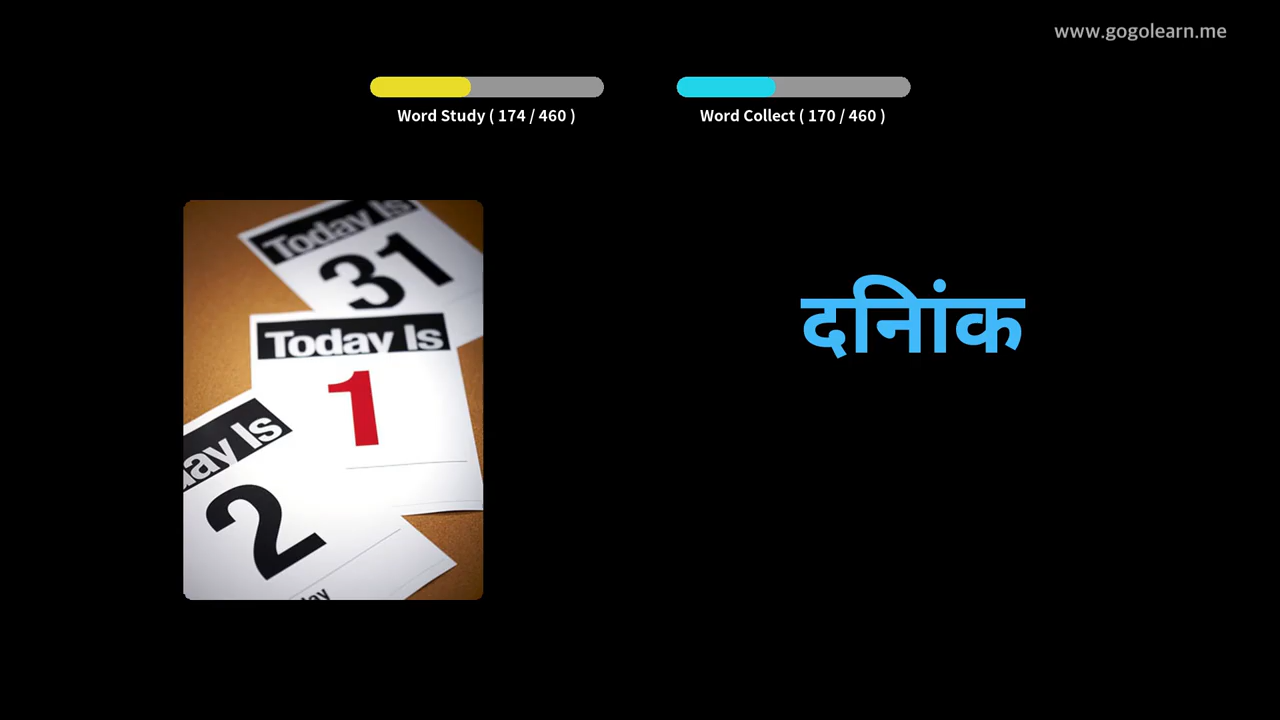 www.gogolearn.me
Word Study ( 174 / 460 )
Word Collect ( 170 / 460 )
Today Is
31
Today Is
1
ay Is
2
दनिांक